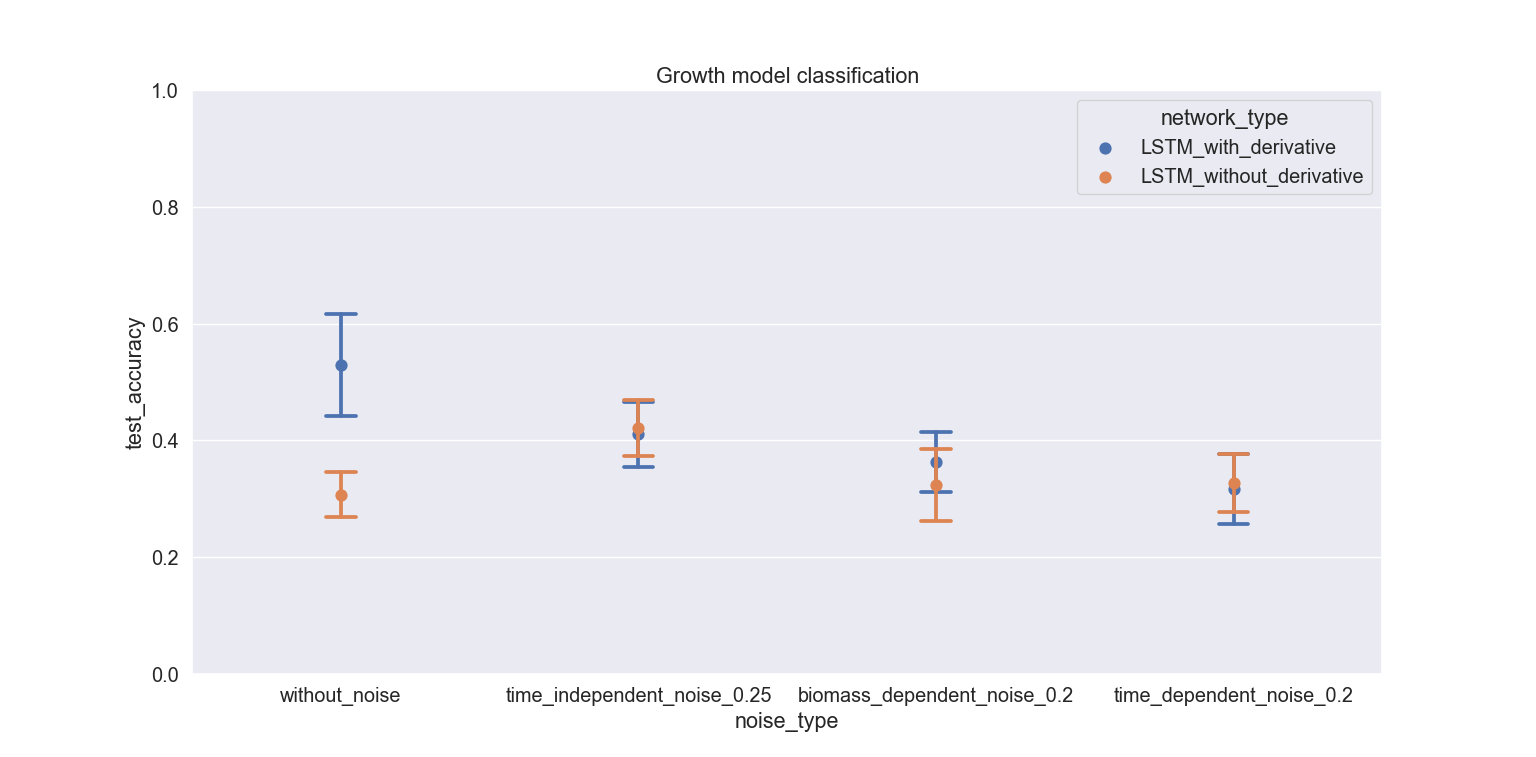 Growth model classification
1.0
0.8
0.6
0.4
0.2
0.0
test_accuracy
network_type
LSTM_with_derivative
LSTM_without_derivative
without_noise
time_independent_noise_0.25
biomass_dependent_noise_0.2
time_dependent_noise_0.2
noise_type